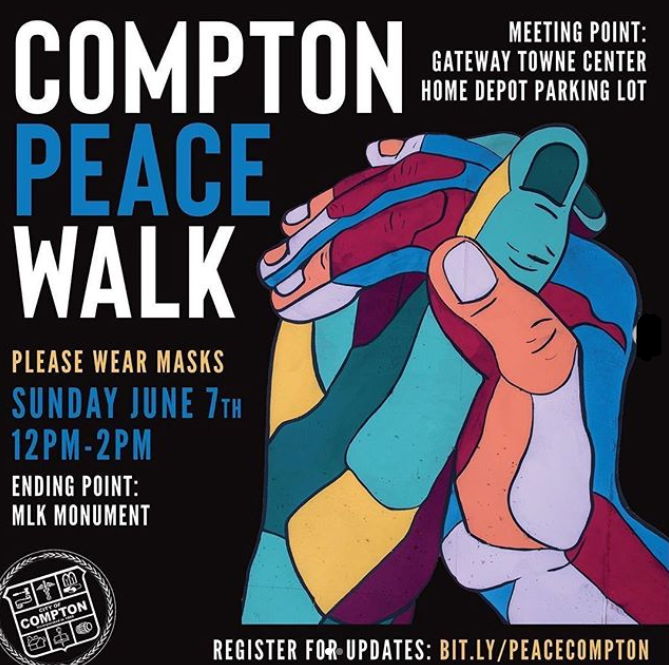 COMPTON
PEACE
WALK
MEETING POINT:
GATEWAY TOWNE CENTER
HOME DEPOT PARKING LOT
PLEASE WEAR MASKS
SUNDAY JUNE 7TH
12PM-2PM
ENDING POINT:
MLK MONUMENT
CITY OF
COMPTON
REGISTER FOR UPDATES: BIT.LY/PEACECOMPTON